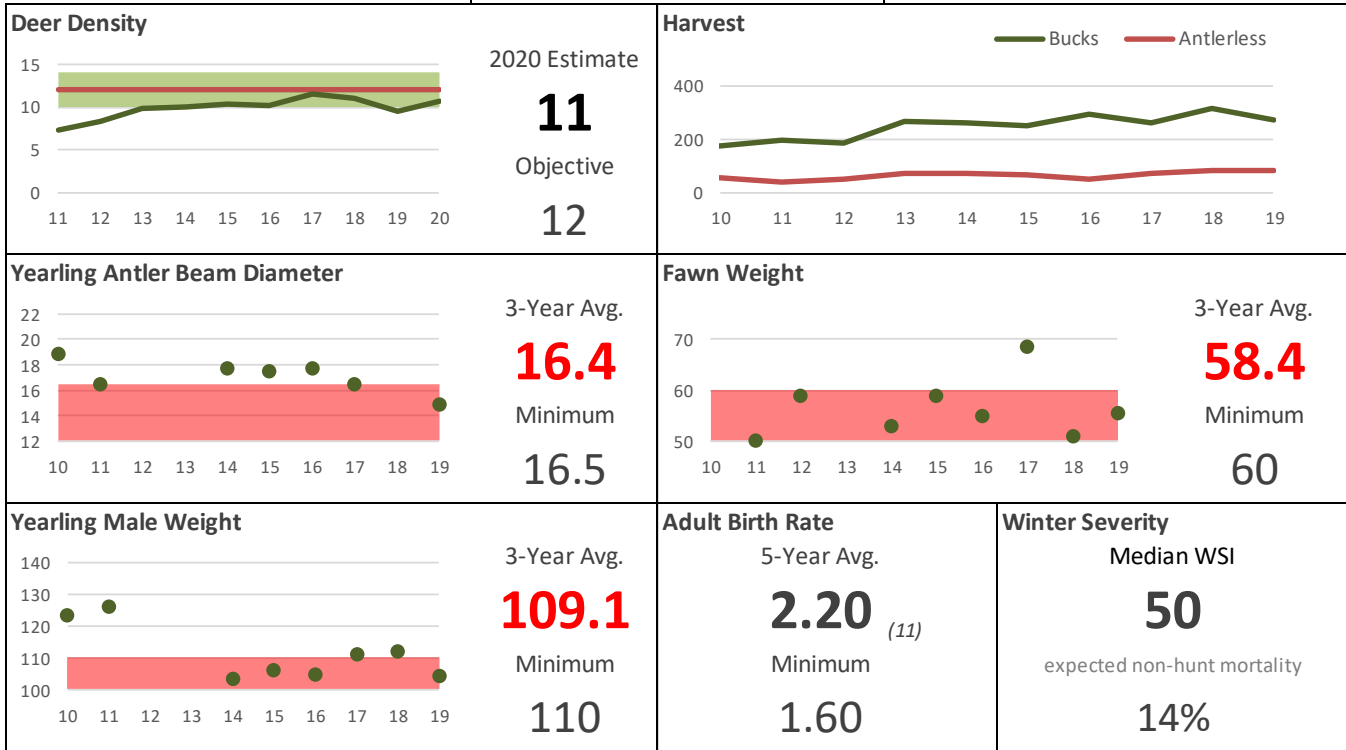 Deer Density
15
10
5
0
11 12 13 14 15 16 17 18 19 20
2020 Estimate
11
Objective
12
Harvest
Bucks Antlerless
400
200
0
10 11 12 13 14 15 16 17 18 19
Yearling Antler Beam Diameter
22
20
18
16
14
12
10 11 12 13 14 15 16 17 18 19
3-Year Avg.
16.4
Minimum
16.5
Fawn Weight
70
60
50
10 11 12 13 14 15 16 17 18 19
3-Year Avg.
58.4
Minimum
60
Yearling Male Weight
140
130
120
110
100
10 11 12 13 14 15 16 17 18 19
3-Year Avg.
109.1
Minimum
110
Adult Birth Rate
5-Year Avg.
2.20 (11)
Minimum
1.60
Winter Severity
Median WSI
50
expected non-hunt mortality
14%